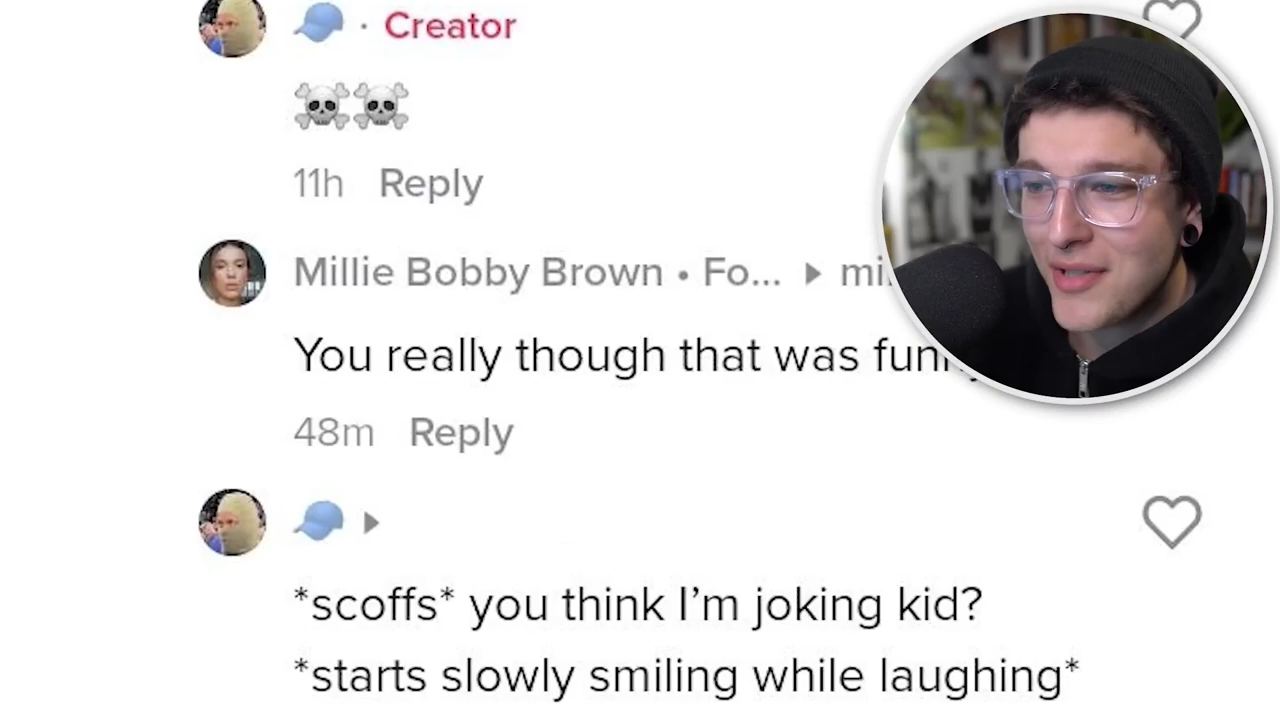 🧢 · Creator
☠️☠️
11h Reply
Millie Bobby Brown • Fo... ▶
You really though that was
48m Reply
🧢 ▶
*scoffs* you think I’m joking kid?
*starts slowly smiling while laughing*